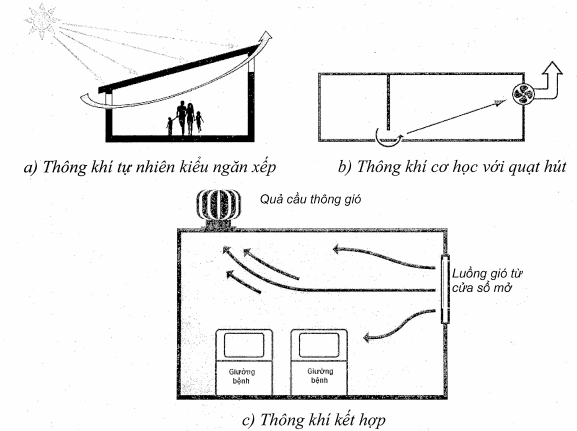 a) Thông khí tự nhiên kiểu ngăn xếp
b) Thông khí cơ học với quạt hút
Quả cầu thông gió
Luồng gió từ
cửa sổ mở
Giường
bệnh
Giường
bệnh
c) Thông khí kết hợp